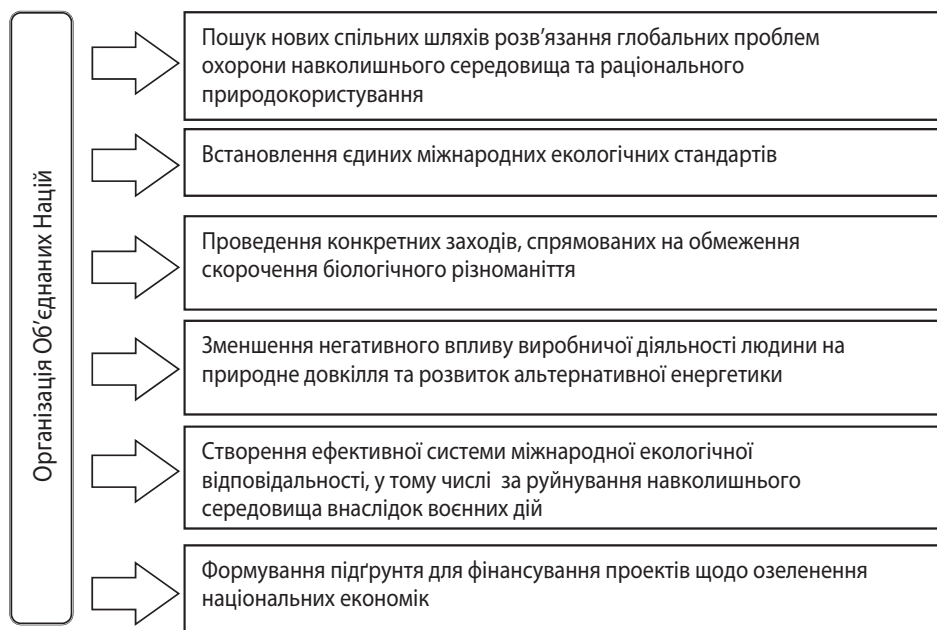 Організація Об'єднаних Націй
Пошук нових спільних шляхів розв'язання глобальних проблем
охорони навколишнього середовища та раціонального
природокористування
Встановлення єдиних міжнародних екологічних стандартів
Проведення конкретних заходів, спрямованих на обмеження
скорочення біологічного різноманіття
Зменшення негативного впливу виробничої діяльності людини на
природне довкілля та розвиток альтернативної енергетики
Створення ефективної системи міжнародної екологічної
відповідальності, у тому числі за руйнування навколишнього
середовища внаслідок воєнних дій
Формування підґрунтя для фінансування проектів щодо озеленення
національних економік